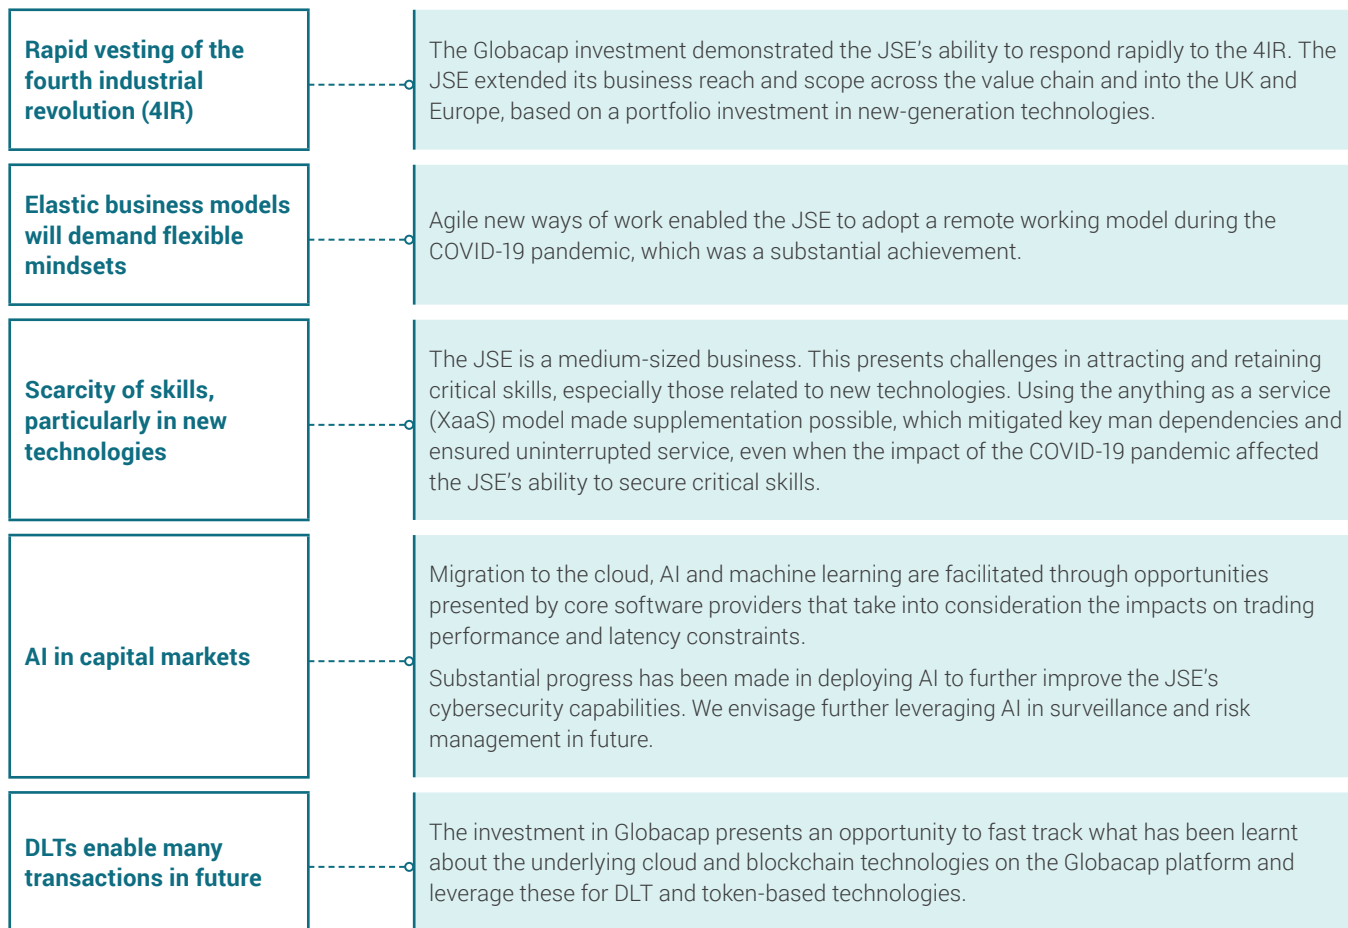 Rapid vesting of the
fourth industrial
revolution (4IR)
The Globacap investment demonstrated the JSE’s ability to respond rapidly to the 4IR. The
JSE extended its business reach and scope across the value chain and into the UK and
Europe, based on a portfolio investment in new-generation technologies.
Elastic business models
will demand flexible
mindsets
Agile new ways of work enabled the JSE to adopt a remote working model during the
COVID-19 pandemic, which was a substantial achievement.
Scarcity of skills,
particularly in new
technologies
The JSE is a medium-sized business. This presents challenges in attracting and retaining
critical skills, especially those related to new technologies. Using the anything as a service
(XaaS) model made supplementation possible, which mitigated key man dependencies and
ensured uninterrupted service, even when the impact of the COVID-19 pandemic affected
the JSE’s ability to secure critical skills.
AI in capital markets
Migration to the cloud, AI and machine learning are facilitated through opportunities
presented by core software providers that take into consideration the impacts on trading
performance and latency constraints.
Substantial progress has been made in deploying AI to further improve the JSE’s
cybersecurity capabilities. We envisage further leveraging AI in surveillance and risk
management in future.
DLTs enable many
transactions in future
The investment in Globacap presents an opportunity to fast track what has been learnt
about the underlying cloud and blockchain technologies on the Globacap platform and
leverage these for DLT and token-based technologies.